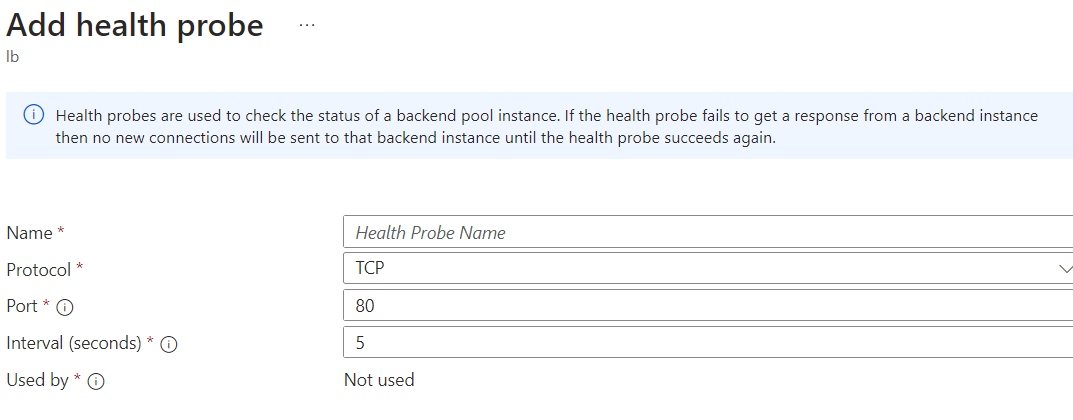 Add health probe ...
lb
Health probes are used to check the status of a backend pool instance. If the health probe fails to get a response from a backend instance
then no new connections will be sent to that backend instance until the health probe succeeds again.
Name * Health Probe Name
Protocol * TCP
Port * 80
Interval (seconds) * 5
Used by * Not used